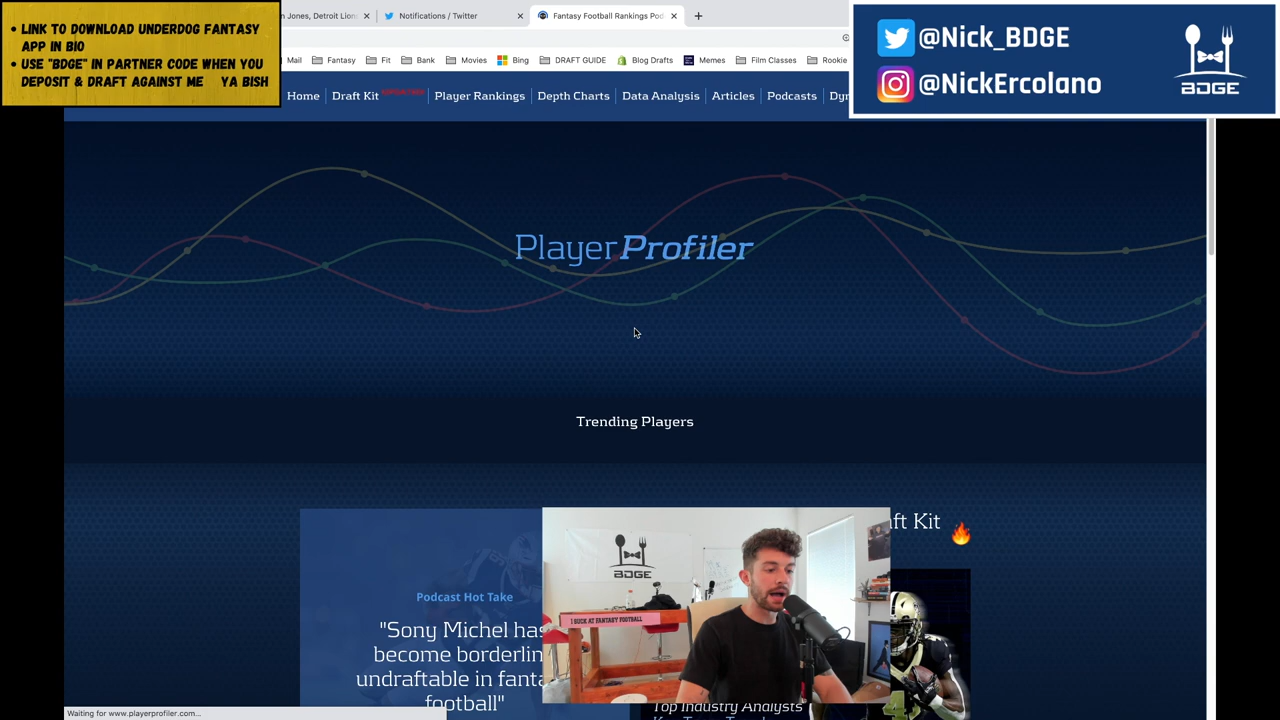 LINK TO DOWNLOAD UNDERDOG FANTASY
APP IN BIO
USE "BDGE" IN PARTNER CODE WHEN YOU
DEPOSIT & DRAFT AGAINST ME YA BISH
n Jones, Detroit Lion
Notifications / Twitter
Fantasy Football Rankings Pod
@Nick_BDGE
@NickErcolano
BDGE
Mail Fantasy Fit Bank Movies Bing DRAFT GUIDE Blog Drafts Memes Film Classes Rookie
Home Draft Kit Player Rankings Depth Charts Data Analysis Articles Podcasts Dyn
PlayerProfiler
Trending Players
ft Kit
Podcast Hot Take
"Sony Michel has
become borderlin
undraftable in fanta
football"
BDGE
I SUCK AT FANTASY FOOTBALL
Top Industry Analysts
Waiting for www.playerprofiler.com...